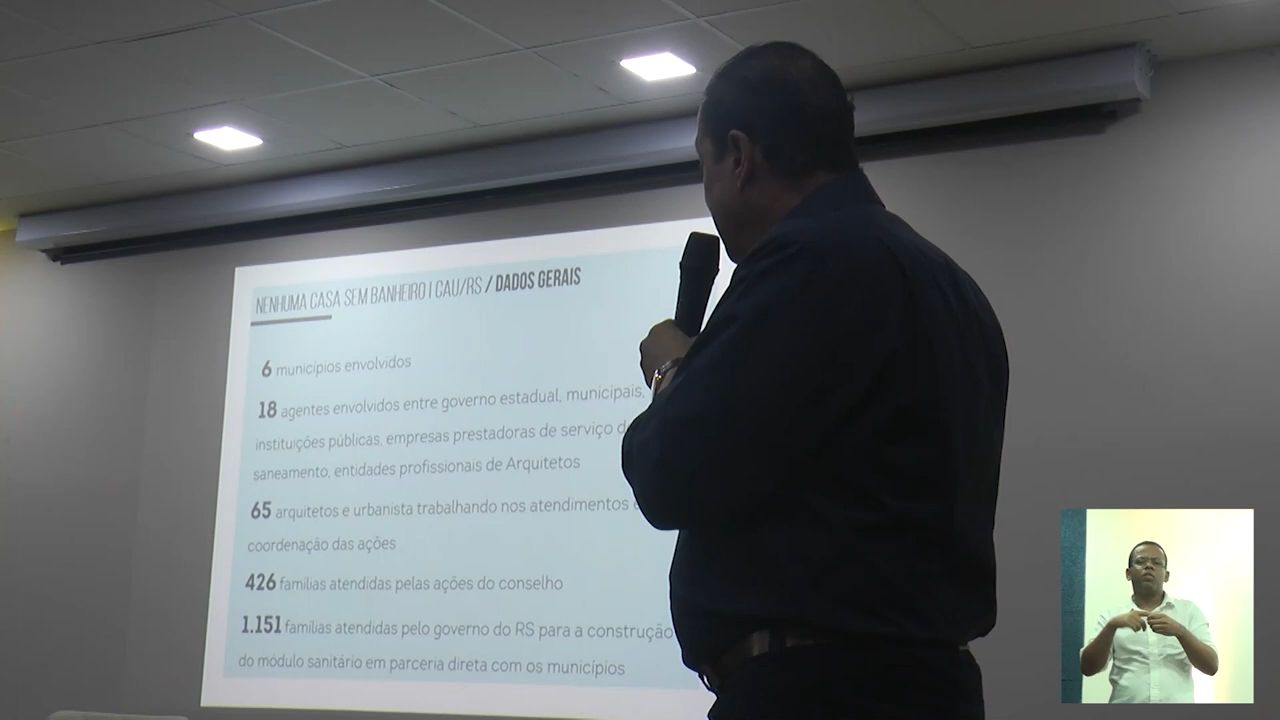 NENHUMA CASA SEM BANHEIRO | CAU/RS / DADOS GERAIS
6 municípios envolvidos
18 agentes envolvidos entre governo estadual, municipais,
instituições públicas, empresas prestadoras de serviço
saneamento, entidades profissionais de Arquitetos
65 arquitetos e urbanista trabalhando nos atendimentos
coordenação das ações
426 famílias atendidas pelas ações do conselho
1.151 famílias atendidas pelo governo do RS para a construção
do módulo sanitário em parceria direta com os municípios